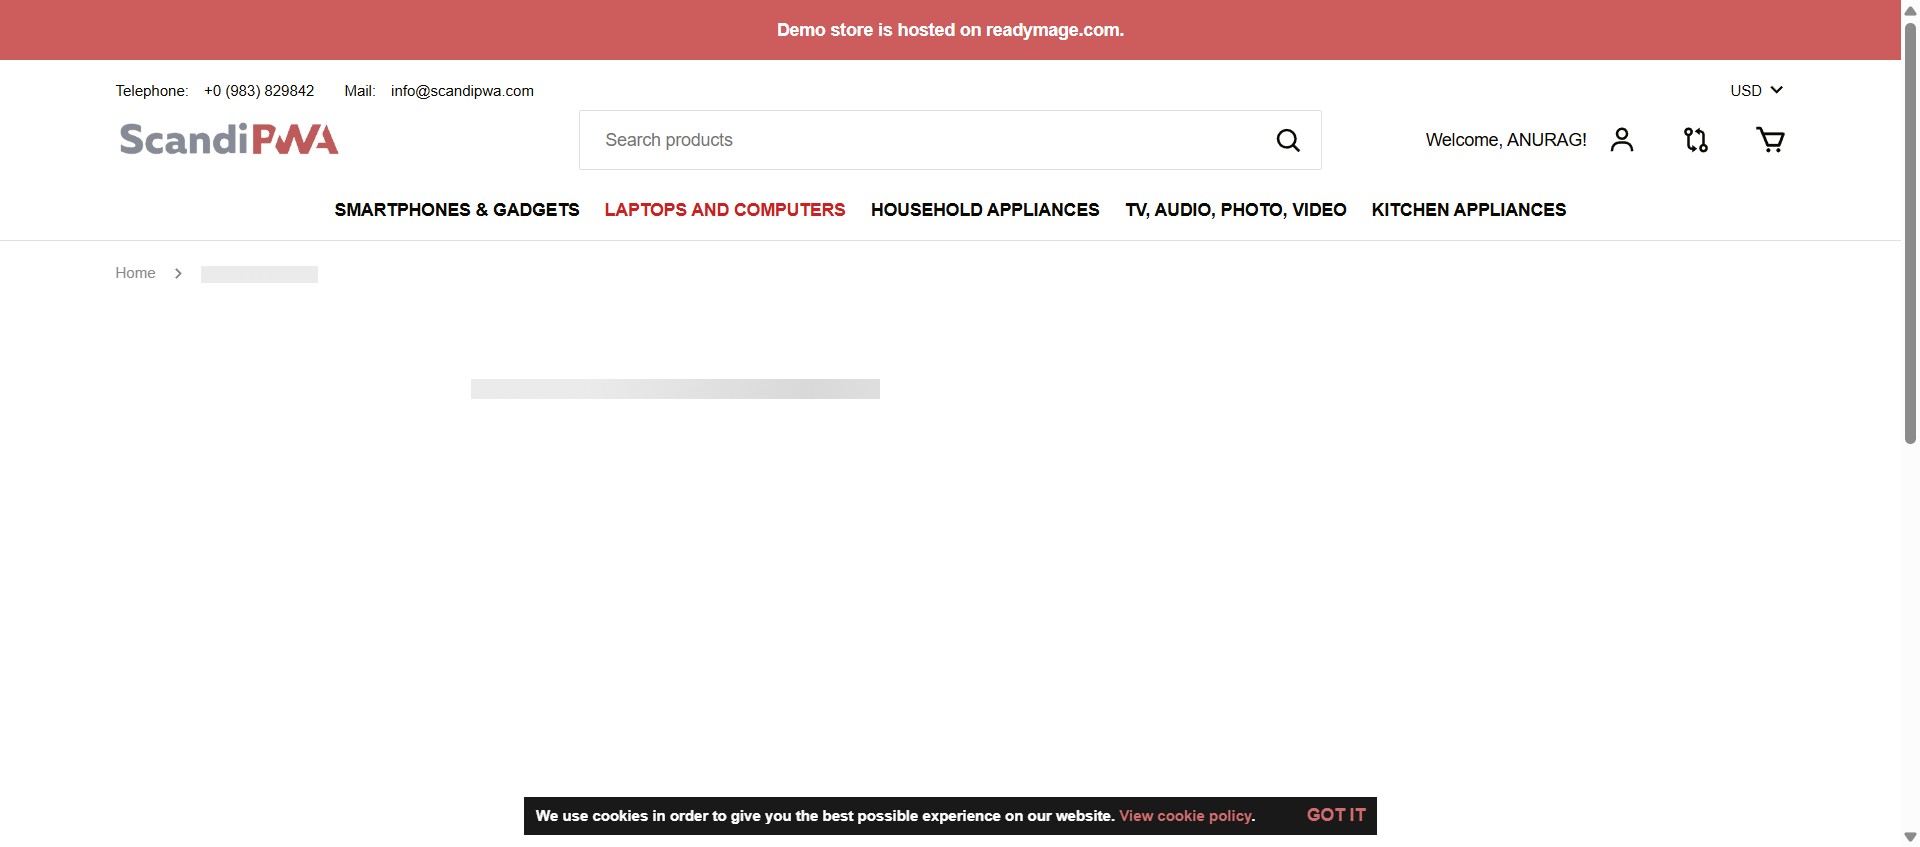 Demo store is hosted on readymage.com.
Telephone: +0 (983) 829842 Mail: info@scandipwa.com USD
ScandiPWA Search products Welcome, ANURAG!
SMARTPHONES & GADGETS LAPTOPS AND COMPUTERS HOUSEHOLD APPLIANCES TV, AUDIO, PHOTO, VIDEO KITCHEN APPLIANCES
Home
We use cookies in order to give you the best possible experience on our website. View cookie policy. GOT IT